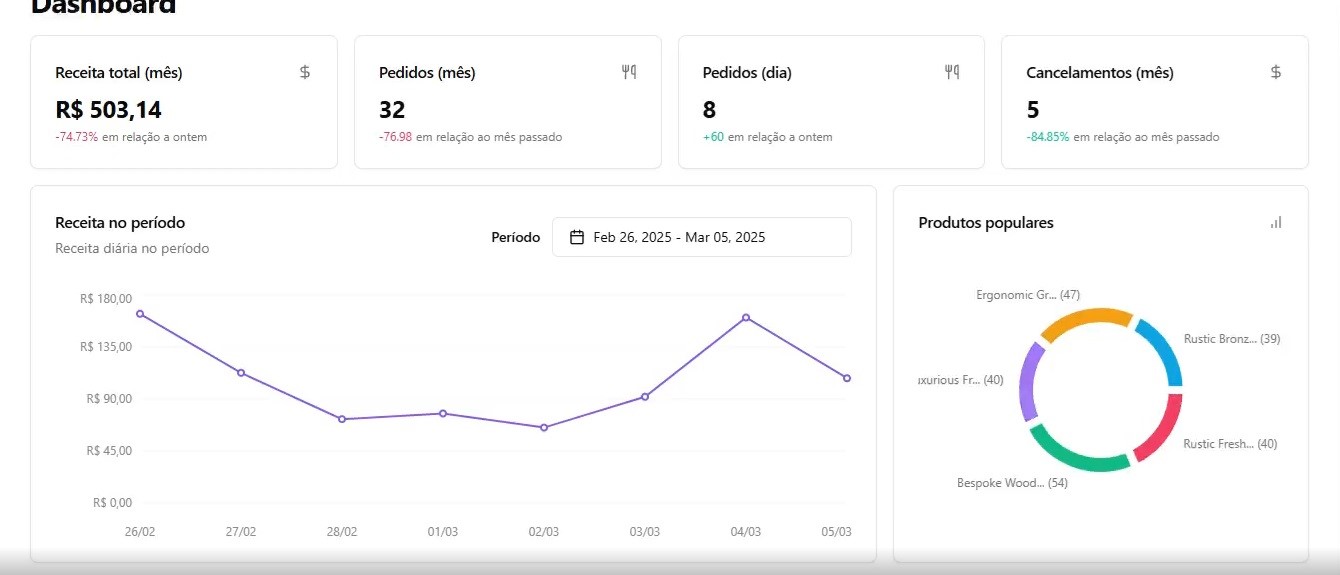 Dashboard
Receita total (mês)
R$ 503,14
-74.73% em relação a ontem
Pedidos (mês)
32
-76.98 em relação ao mês passado
Pedidos (dia)
8
+60 em relação a ontem
Cancelamentos (mês)
5
-84.85% em relação ao mês passado
Receita no período
Receita diária no período
Período
Feb 26, 2025 - Mar 05, 2025
R$ 180,00
R$ 135,00
R$ 90,00
R$ 45,00
R$ 0,00
26/02
27/02
28/02
01/03
02/03
03/03
04/03
05/03
Produtos populares
Ergonomic Gr... (47)
Rustic Bronz... (39)
uxurious Fr... (40)
Rustic Fresh... (40)
Bespoke Wood... (54)